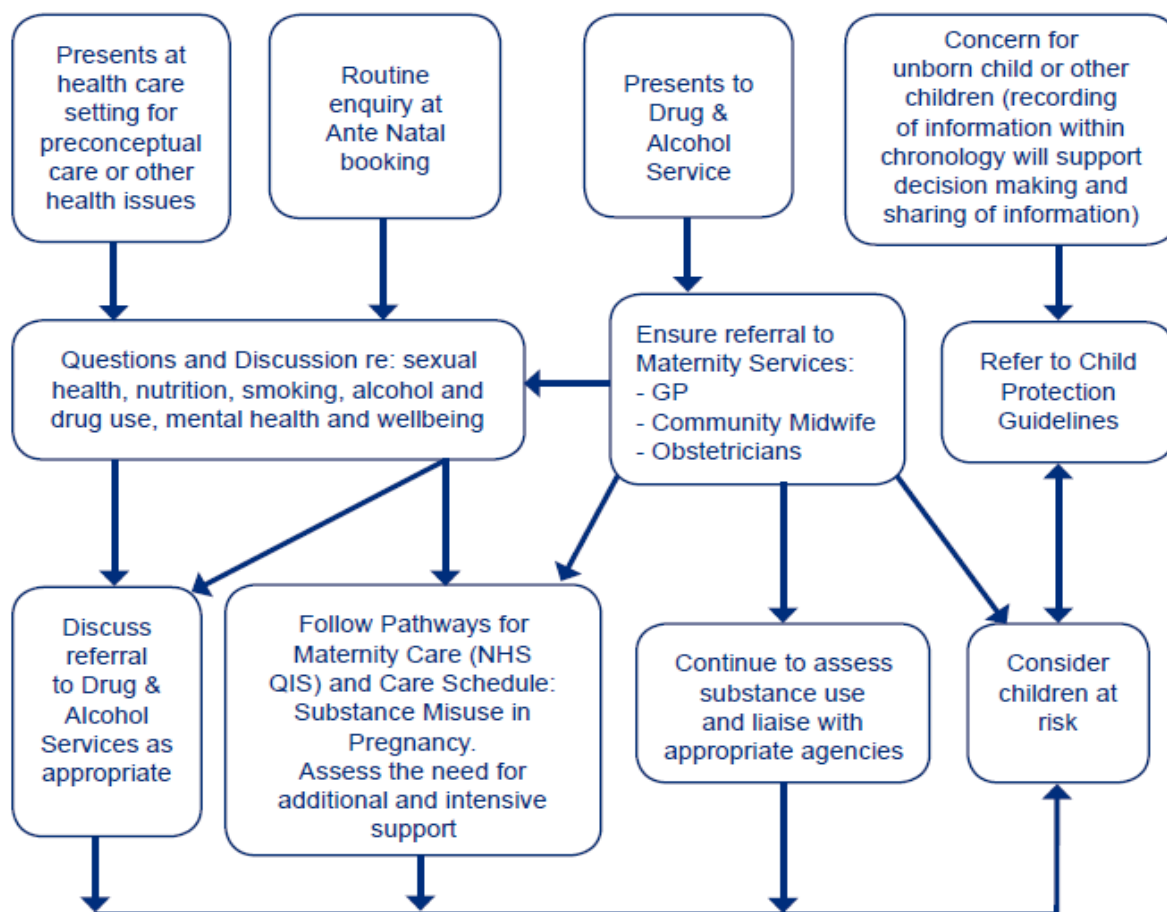 Presents at
health care
setting for
preconceptual
care or other
health issues
Routine
enquiry at
Ante Natal
booking
Presents to
Drug &
Alcohol
Service
Concern for
unborn child or other
children (recording
of information within
chronology will support
decision making and
sharing of information)
Questions and Discussion re: sexual
health, nutrition, smoking, alcohol and
drug use, mental health and wellbeing
Ensure referral to
Maternity Services:
- GP
- Community Midwife
- Obstetricians
Refer to Child
Protection
Guidelines
Discuss
referral
to Drug &
Alcohol
Services as
appropriate
Follow Pathways for
Maternity Care (NHS
QIS) and Care Schedule:
Substance Misuse in
Pregnancy.
Assess the need for
additional and intensive
support
Continue to assess
substance use
and liaise with
appropriate agencies
Consider
children at
risk